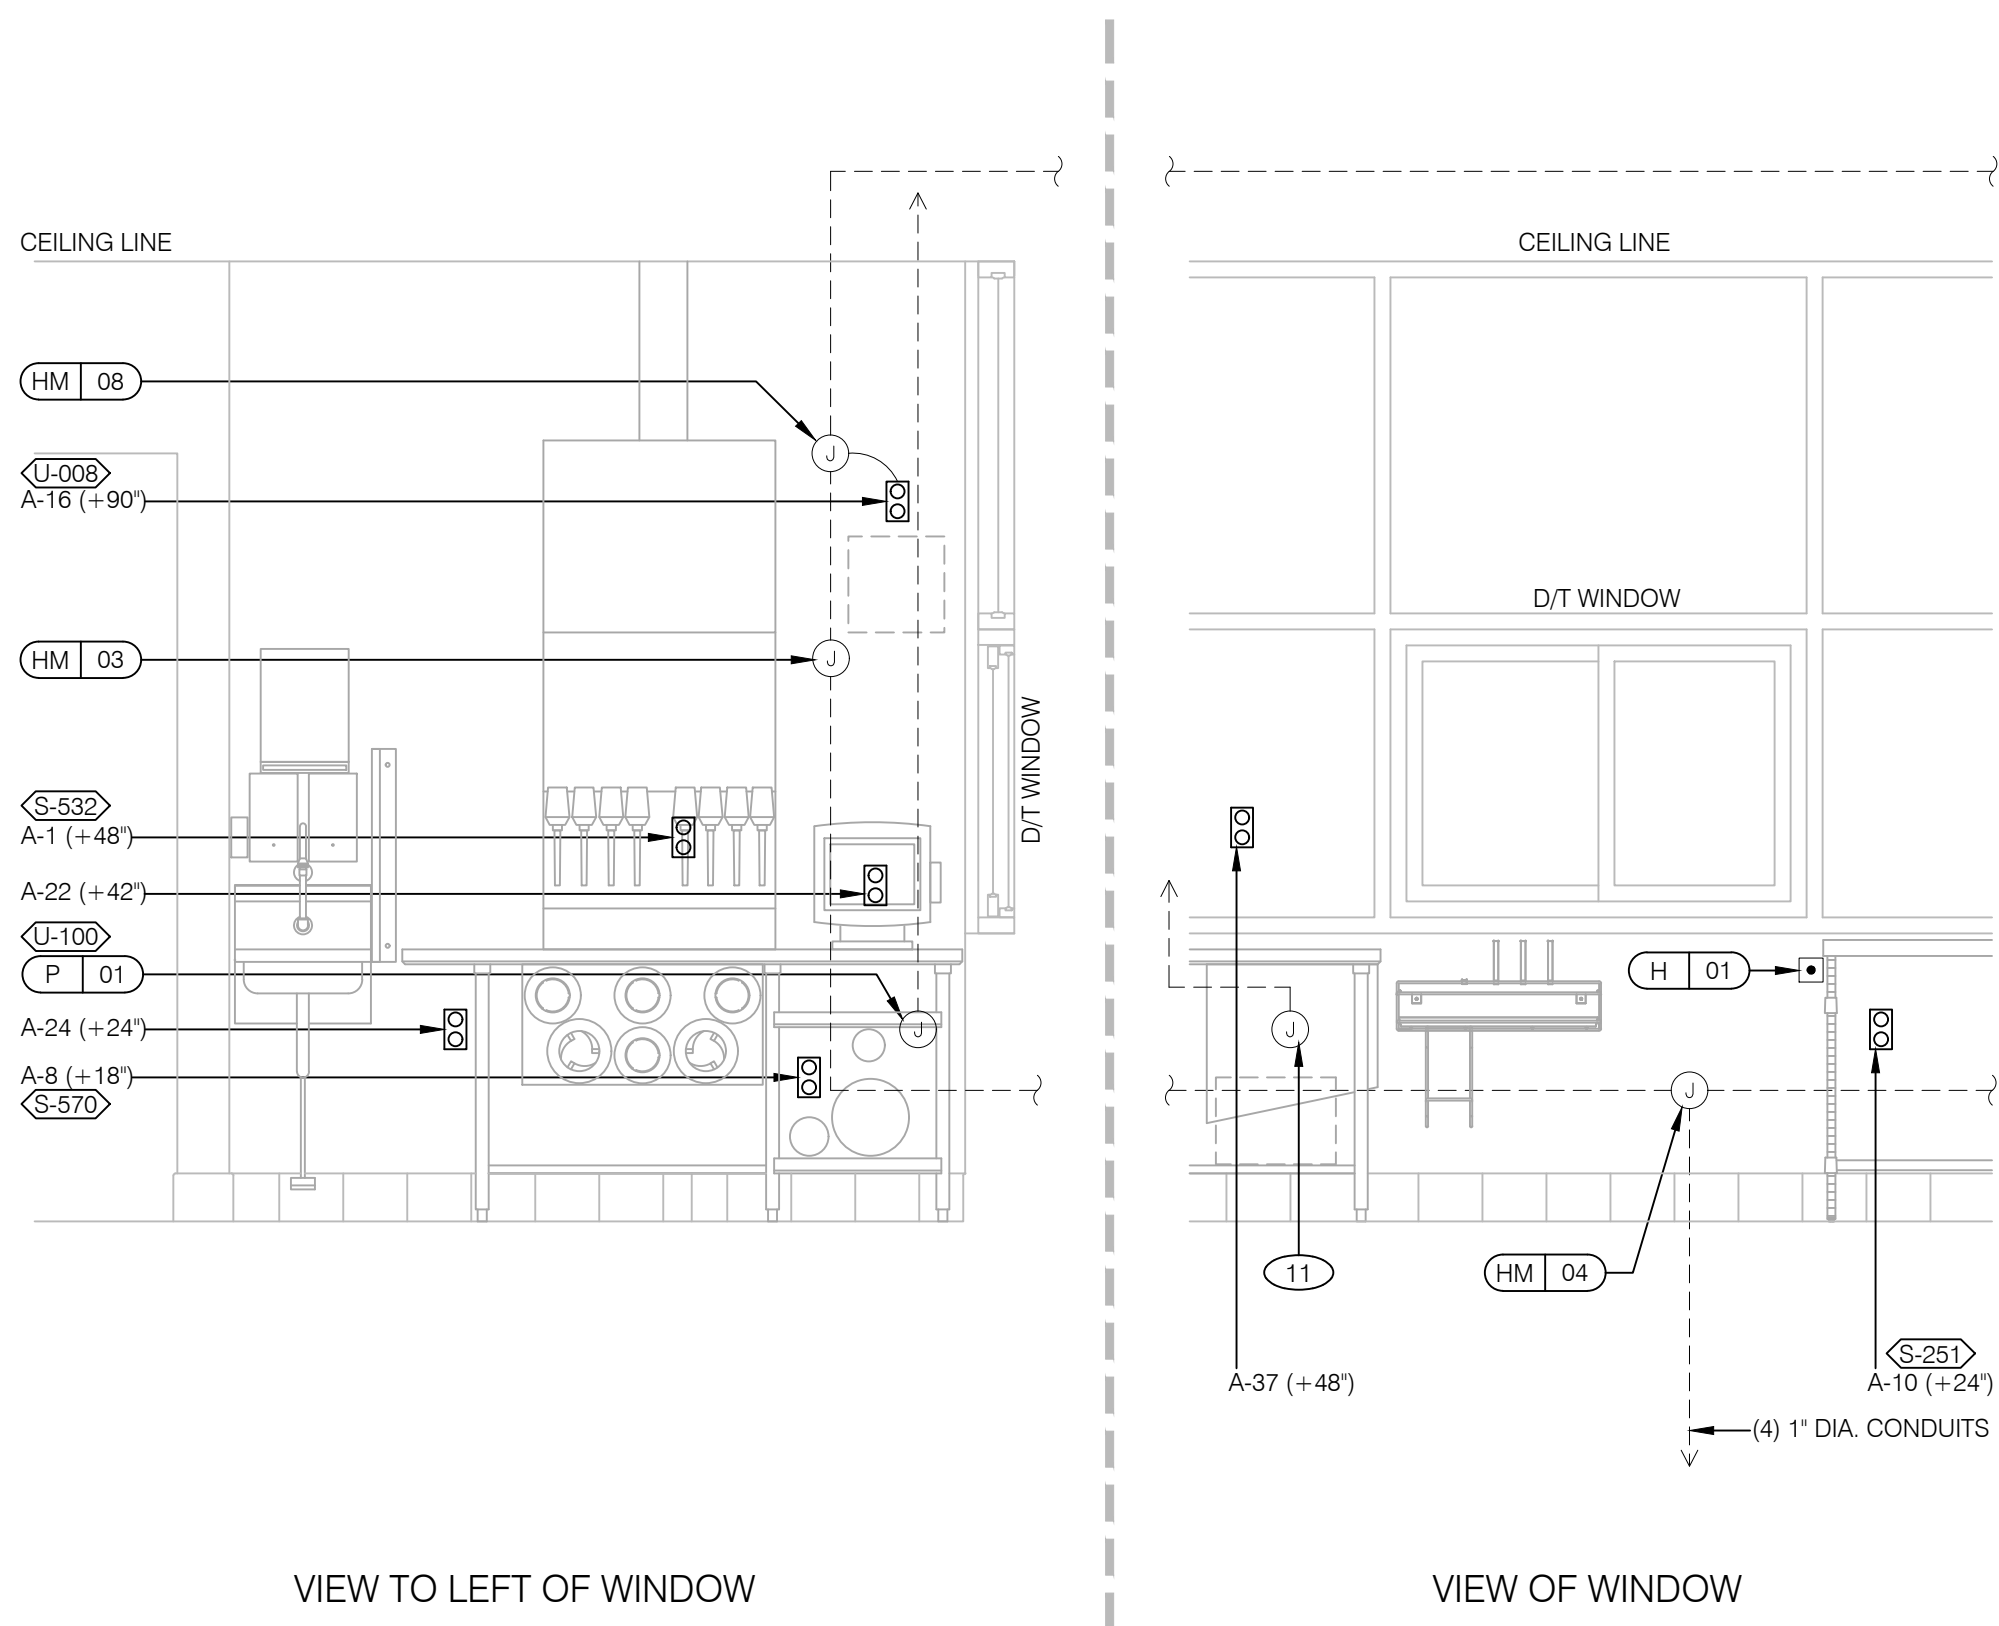 CEILING LINE
HM 08
J
U-008
A-16 (+90")
HM 03
J
D/T WINDOW
S-532
A-1 (+48")
A-22 (+42")
U-100
P 01
J
A-24 (+24")
A-8 (+18")
S-570
VIEW TO LEFT OF WINDOW
CEILING LINE
D/T WINDOW
H 01
J
J
11
HM 04
S-251
A-37 (+48")
A-10 (+24")
(4) 1" DIA. CONDUITS
VIEW OF WINDOW